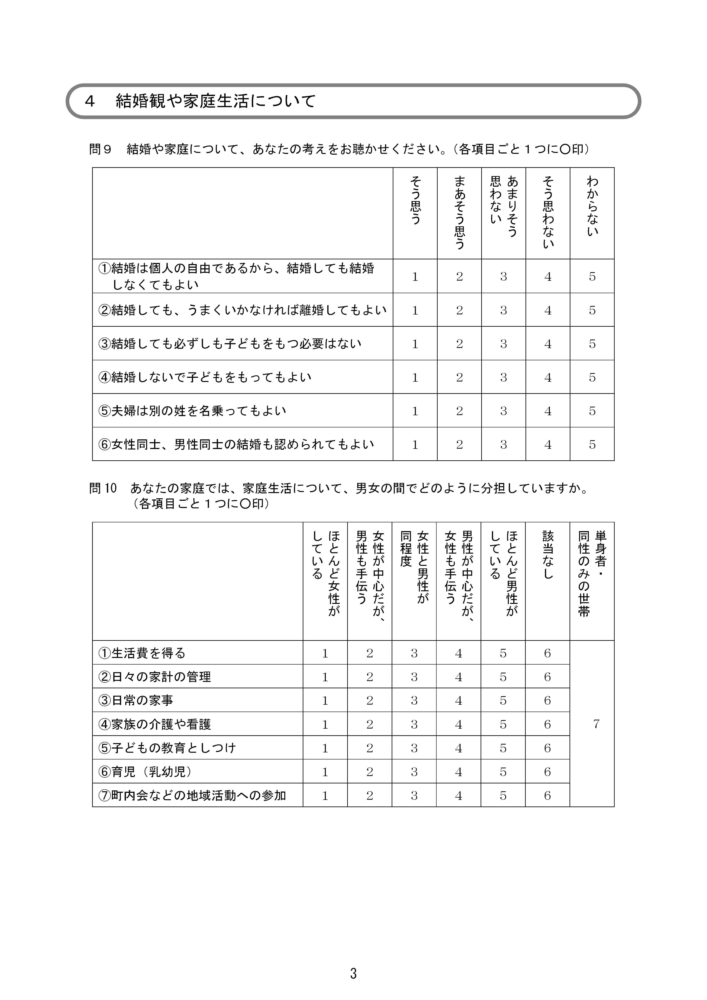 ４　結婚観や家庭生活について
問９　結婚や家庭について、あなたの考えをお聴かせください。（各項目ごと１つに〇印）
そう思う
まあそう思う
あまりそう
思わない
そう思わない
わからない
①結婚は個人の自由であるから、結婚しても結婚
しなくてもよい
1 2 3 4 5
②結婚しても、うまくいかなければ離婚してもよい
1 2 3 4 5
③結婚しても必ずしも子どもをもつ必要はない
1 2 3 4 5
④結婚しないで子どもをもってもよい
1 2 3 4 5
⑤夫婦は別の姓を名乗ってもよい
1 2 3 4 5
⑥女性同士、男性同士の結婚も認められてもよい
1 2 3 4 5
問 10　あなたの家庭では、家庭生活について、男女の間でどのように分担していますか。
（各項目ごと１つに〇印）
ほとんど女性が
している
女性が中心だが、
男性も手伝う
女性と男性が
同程度
男性が中心だが、
女性も手伝う
ほとんど男性が
している
該当なし
単身者・
同性のみの世帯
①生活費を得る 1 2 3 4 5 6
②日々の家計の管理 1 2 3 4 5 6
③日常の家事 1 2 3 4 5 6
④家族の介護や看護 1 2 3 4 5 6 7
⑤子どもの教育としつけ 1 2 3 4 5 6
⑥育児（乳幼児） 1 2 3 4 5 6
⑦町内会などの地域活動への参加 1 2 3 4 5 6
3